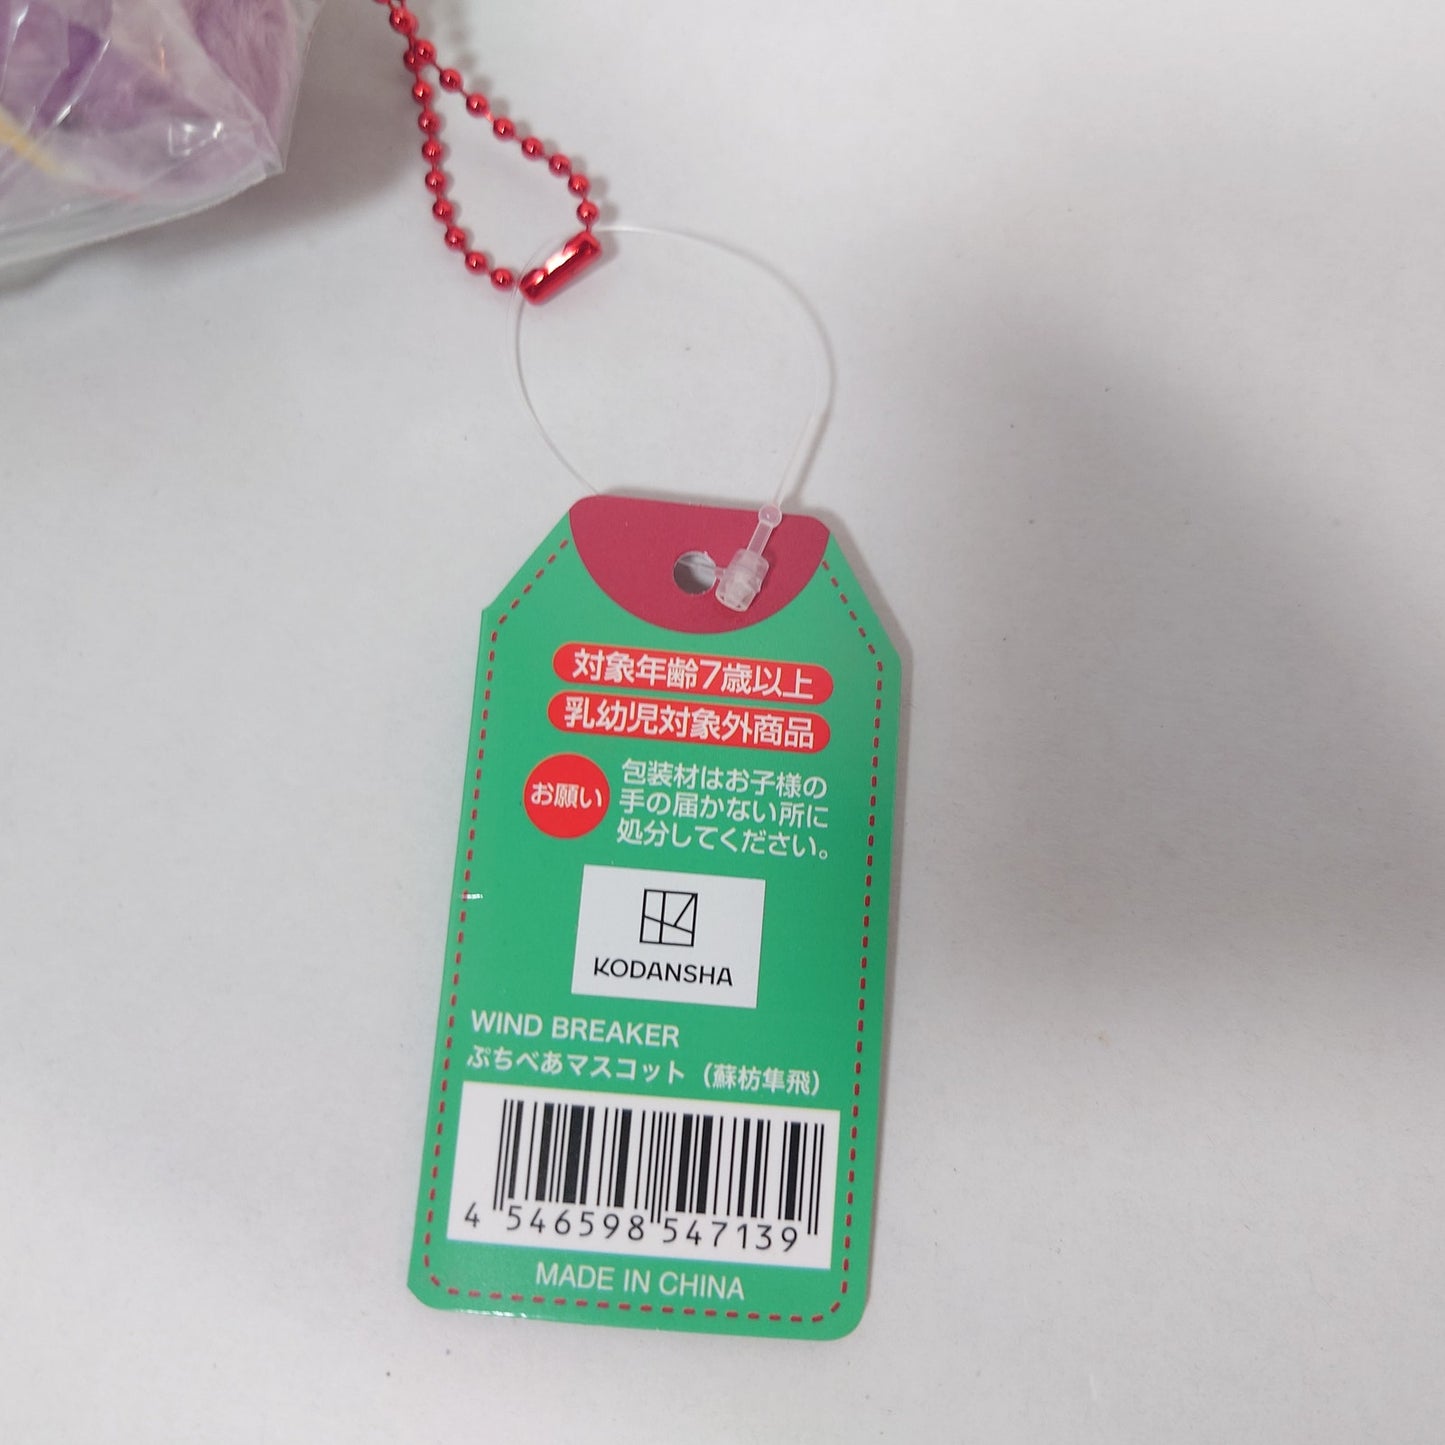 対象年齢7歳以上
乳幼児対象外商品
お願い
包装材はお子様の
手の届かない所に
処分してください。
KODANSHA
WIND BREAKER
ぷちべあマスコット（蘇枋隼飛）
4 546598 547139
MADE IN CHINA